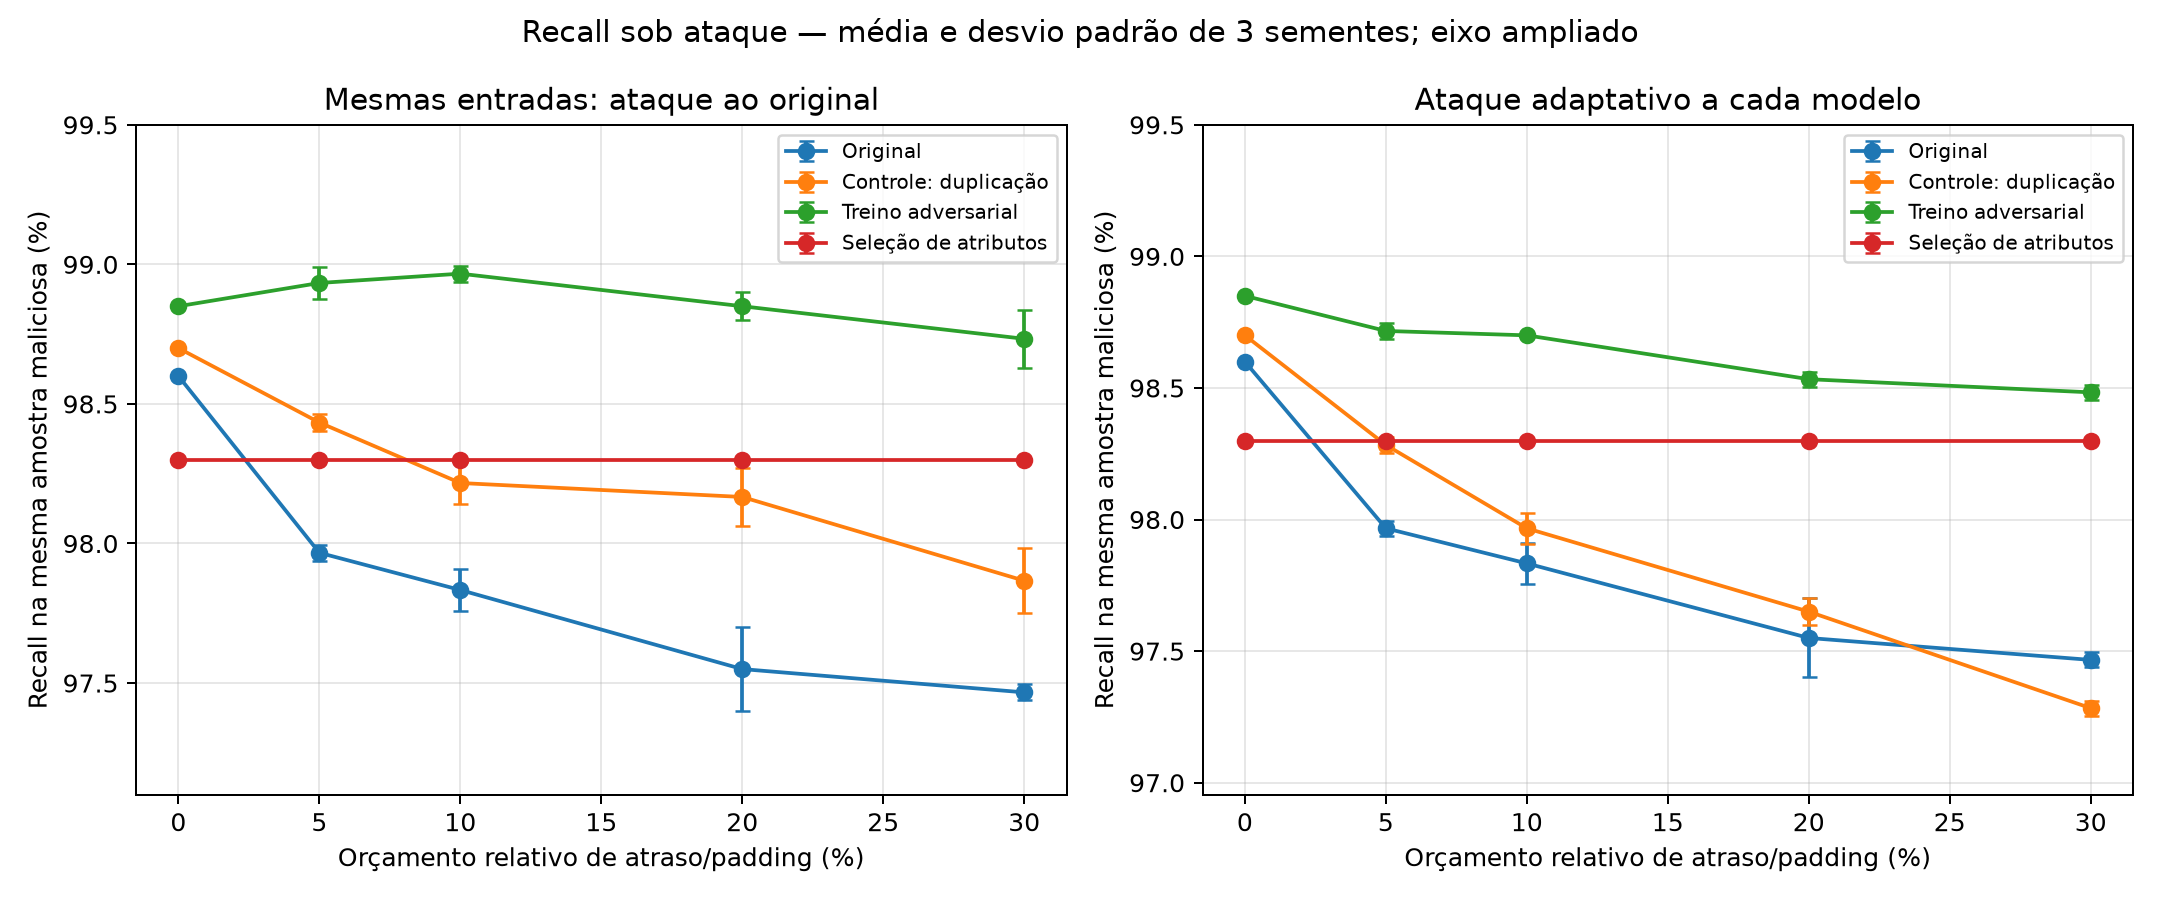 Recall sob ataque — média e desvio padrão de 3 sementes; eixo ampliado
Mesmas entradas: ataque ao original
99.5
99.0
98.5
98.0
97.5
Recall na mesma amostra maliciosa (%)
Original
Controle: duplicação
Treino adversarial
Seleção de atributos
0 5 10 15 20 25 30
Orçamento relativo de atraso/padding (%)
Ataque adaptativo a cada modelo
99.5
99.0
98.5
98.0
97.5
97.0
Recall na mesma amostra maliciosa (%)
Original
Controle: duplicação
Treino adversarial
Seleção de atributos
0 5 10 15 20 25 30
Orçamento relativo de atraso/padding (%)